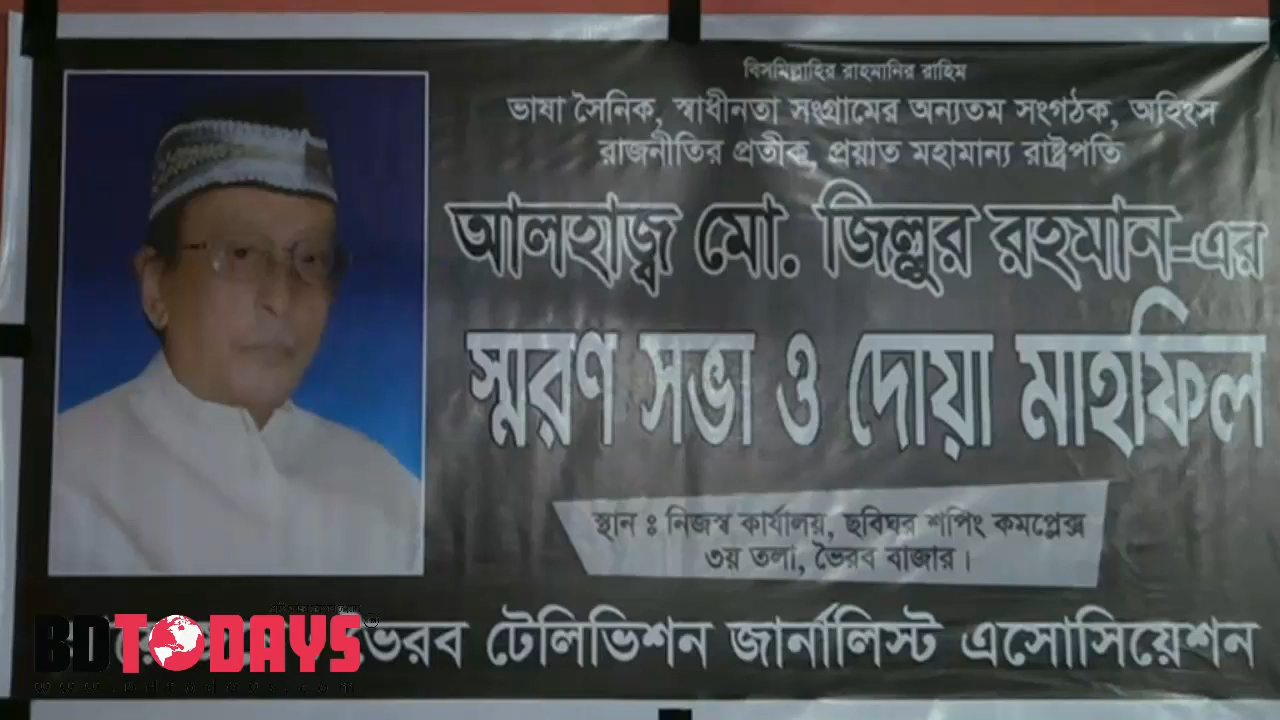 বিসমিল্লাহির রাহমানির রাহিম
ভাষা সৈনিক, স্বাধীনতা সংগ্রামের অন্যতম সংগঠক, অহিংস
রাজনীতির প্রতীক, প্রয়াত মহামান্য রাষ্ট্রপতি
আলহাজ্ব মো. জিল্লুর রহমান-এর
স্মরণ সভা ও দোয়া মাহফিল
স্থান ঃ নিজস্ব কার্যালয়, ছবিঘর শপিং কমপ্লেক্স
৩য় তলা, ভৈরব বাজার।
ভৈরব টেলিভিশন জার্নালিস্ট এসোসিয়েশন
BDTODAYS